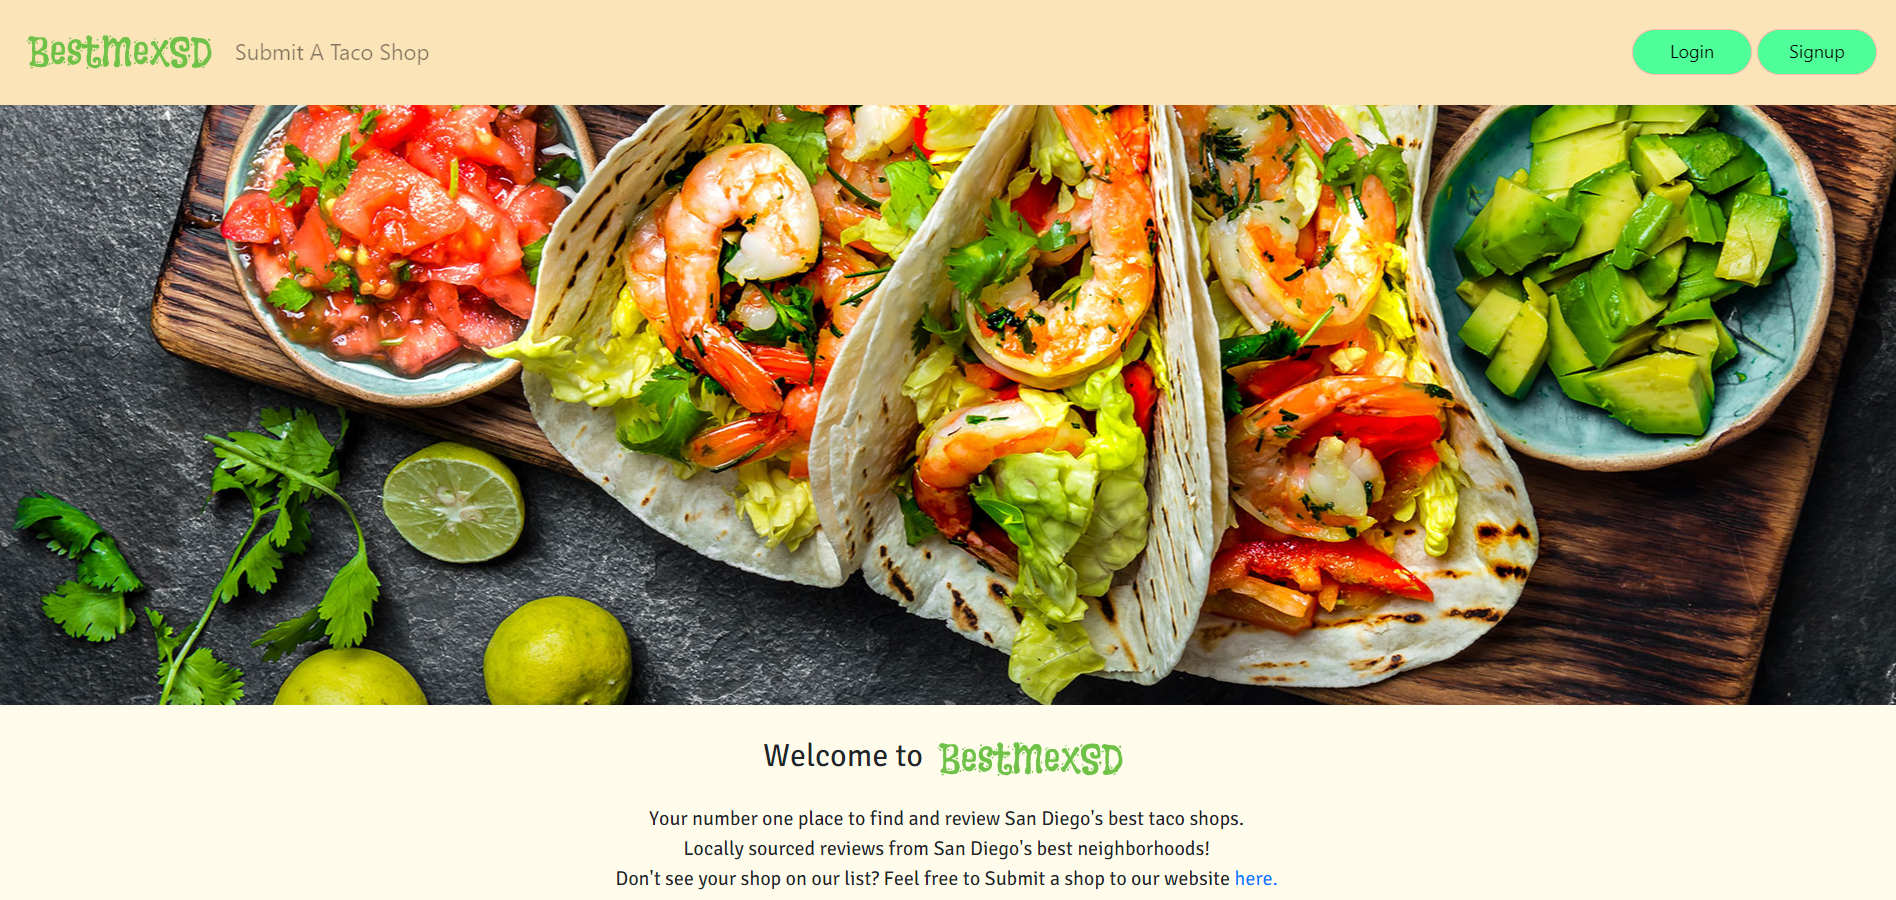 BestMexSD Submit A Taco Shop Login Signup
Welcome to BestMexSD
Your number one place to find and review San Diego's best taco shops.
Locally sourced reviews from San Diego's best neighborhoods!
Don't see your shop on our list? Feel free to Submit a shop to our website here.